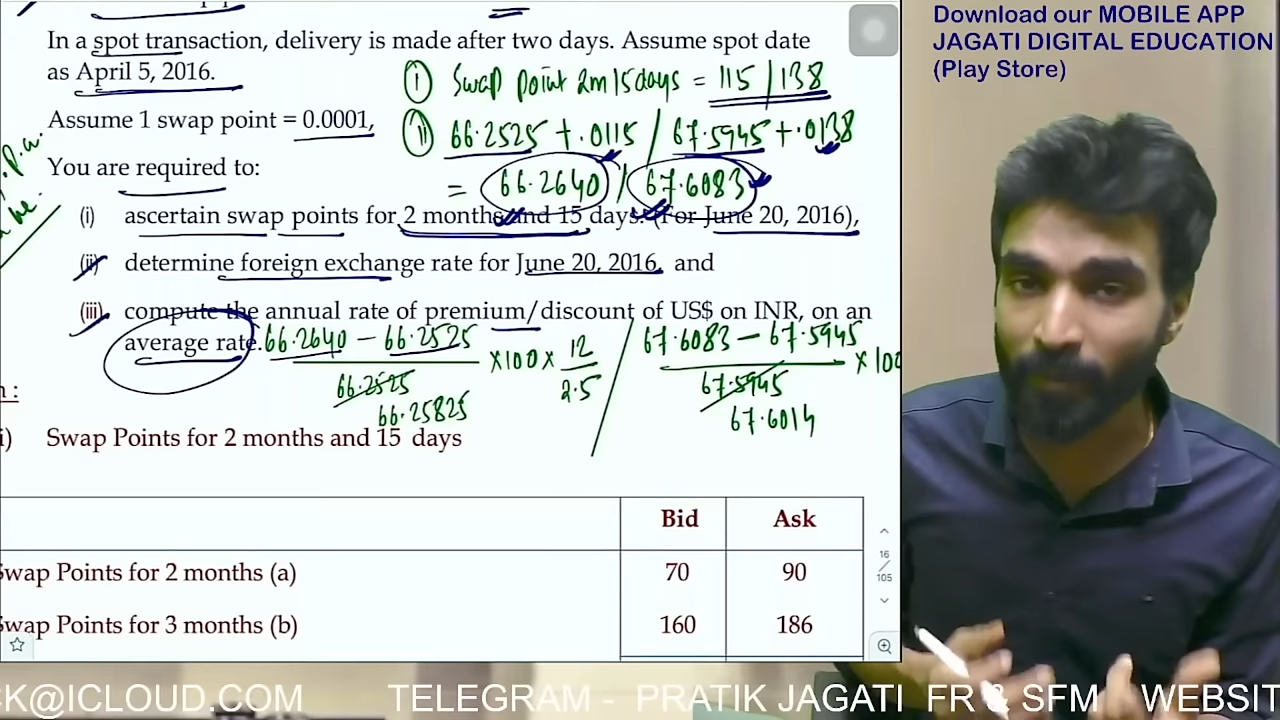 Download our MOBILE APP
JAGATI DIGITAL EDUCATION
(Play Store)
In a spot transaction, delivery is made after two days. Assume spot date
as April 5, 2016.
① Swap point 2m 15 days = 115 / 138
Assume 1 swap point = 0.0001,
ⅱ 66.2525 + .0115 / 67.5945 + .0138
You are required to:
= 66.2640 / 67.6083
(i) ascertain swap points for 2 months and 15 days. (For June 20, 2016),
(ii) determine foreign exchange rate for June 20, 2016, and
(iii) compute the annual rate of premium/discount of US$ on INR, on an
average rate.
66.2640 - 66.2525 / 67.6083 - 67.5945
×100× 12 ×100
66.2525 2.5 67.5945
66.25825 67.6014
n :
i) Swap Points for 2 months and 15 days
Bid Ask
Swap Points for 2 months (a) 70 90
Swap Points for 3 months (b) 160 186
16
/
105
CK@ICLOUD.COM TELEGRAM - PRATIK JAGATI FR & SFM WEBSIT